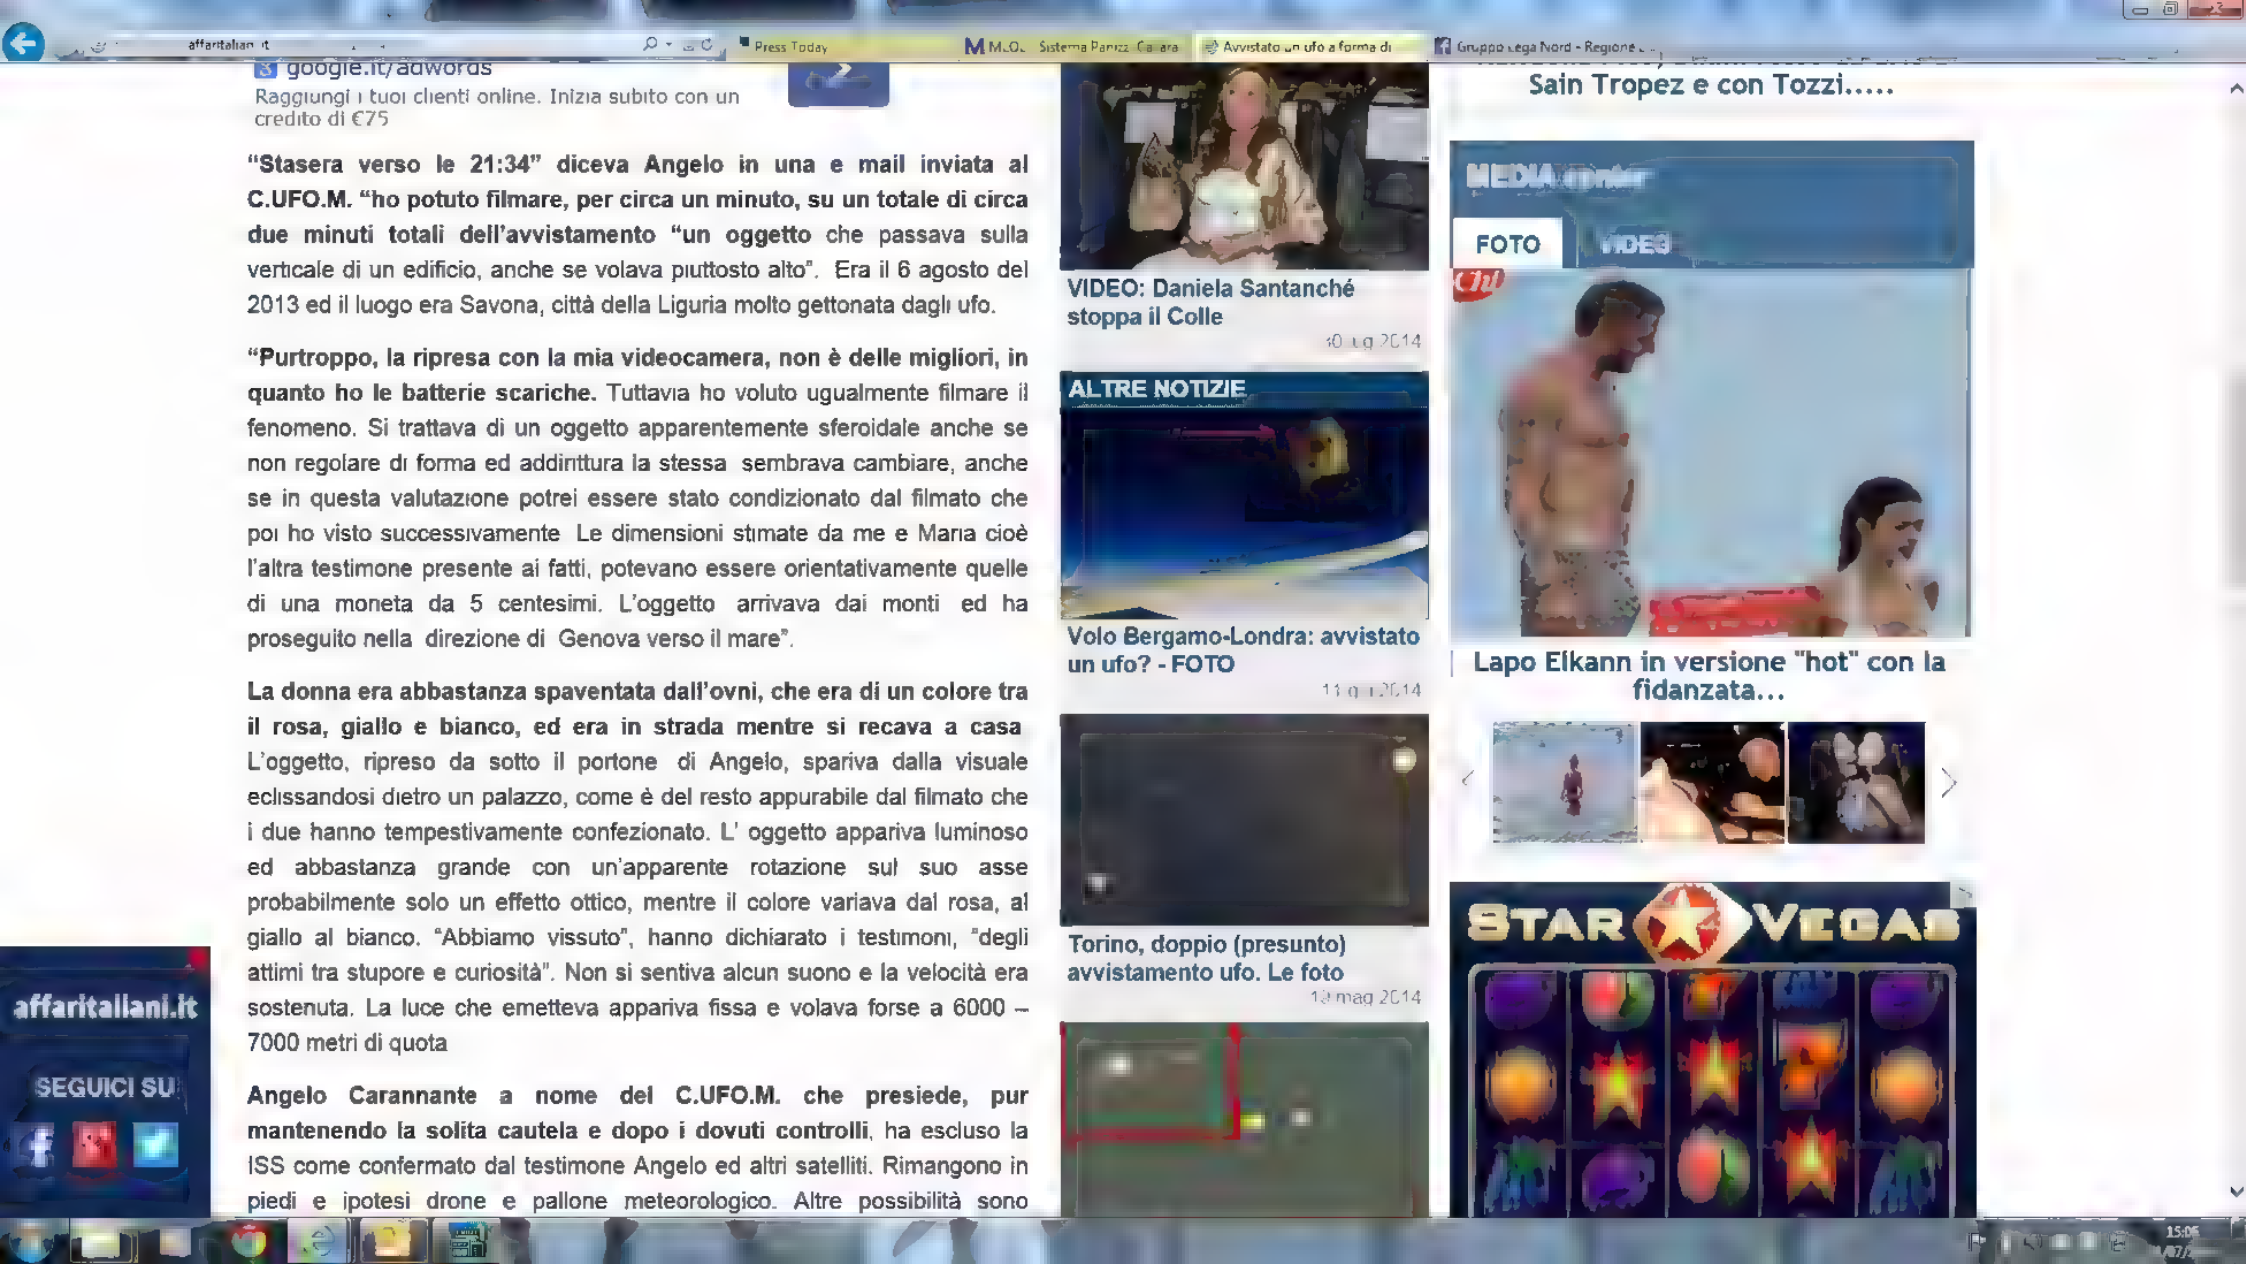 affaritaliani.it
Press Today
Avvistato un ufo a forma di
Gruppo Lega Nord - Regione
google.it/adwords
Raggiungi i tuoi clienti online. Inizia subito con un
credito di €75
“Stasera verso le 21:34” diceva Angelo in una e mail inviata al
C.UFO.M. “ho potuto filmare, per circa un minuto, su un totale di circa
due minuti totali dell’avvistamento “un oggetto che passava sulla
verticale di un edificio, anche se volava piuttosto alto”. Era il 6 agosto del
2013 ed il luogo era Savona, città della Liguria molto gettonata dagli ufo.
“Purtroppo, la ripresa con la mia videocamera, non è delle migliori, in
quanto ho le batterie scariche. Tuttavia ho voluto ugualmente filmare il
fenomeno. Si trattava di un oggetto apparentemente sferoidale anche se
non regolare di forma ed addirittura la stessa sembrava cambiare, anche
se in questa valutazione potrei essere stato condizionato dal filmato che
poi ho visto successivamente Le dimensioni stimate da me e Maria cioè
l’altra testimone presente ai fatti, potevano essere orientativamente quelle
di una moneta da 5 centesimi. L’oggetto arrivava dai monti ed ha
proseguito nella direzione di Genova verso il mare”.
La donna era abbastanza spaventata dall’ovni, che era di un colore tra
il rosa, giallo e bianco, ed era in strada mentre si recava a casa
L’oggetto, ripreso da sotto il portone di Angelo, spariva dalla visuale
eclissandosi dietro un palazzo, come è del resto appurabile dal filmato che
i due hanno tempestivamente confezionato. L’ oggetto appariva luminoso
ed abbastanza grande con un’apparente rotazione sul suo asse
probabilmente solo un effetto ottico, mentre il colore variava dal rosa, al
giallo al bianco. “Abbiamo vissuto”, hanno dichiarato i testimoni, “degli
attimi tra stupore e curiosità”. Non si sentiva alcun suono e la velocità era
sostenuta. La luce che emetteva appariva fissa e volava forse a 6000 –
7000 metri di quota
Angelo Carannante a nome del C.UFO.M. che presiede, pur
mantenendo la solita cautela e dopo i dovuti controlli, ha escluso la
ISS come confermato dal testimone Angelo ed altri satelliti. Rimangono in
piedi e ipotesi drone e pallone meteorologico. Altre possibilità sono
VIDEO: Daniela Santanché
stoppa il Colle
2014
ALTRE NOTIZIE
Volo Bergamo-Londra: avvistato
un ufo? - FOTO
2014
Torino, doppio (presunto)
avvistamento ufo. Le foto
mag 2014
Sain Tropez e con Tozzi.....
MEDIA center
FOTO
VIDEO
Chi
Lapo Elkann in versione "hot" con la
fidanzata...
STAR VEGAS
affaritaliani.it
SEGUICI SU
15:05